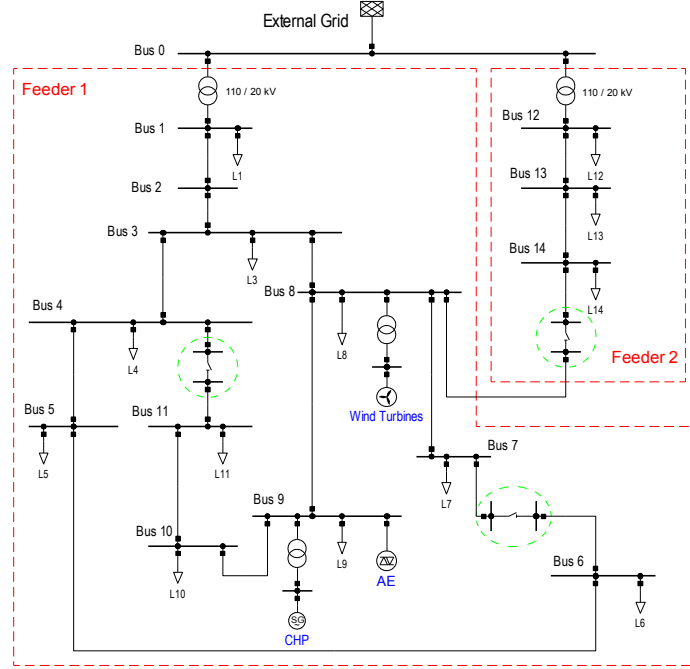 External Grid
Bus 0
Feeder 1
110 / 20 kV
110 / 20 kV
Bus 1
Bus 12
L1
L12
Bus 2
Bus 13
Bus 3
L13
L3
Bus 14
Bus 8
Bus 4
L14
L4
L8
Feeder 2
Wind Turbines
Bus 5
Bus 11
L5
L11
Bus 7
L7
Bus 9
Bus 10
L9
L10
AE
Bus 6
SG
CHP
L6